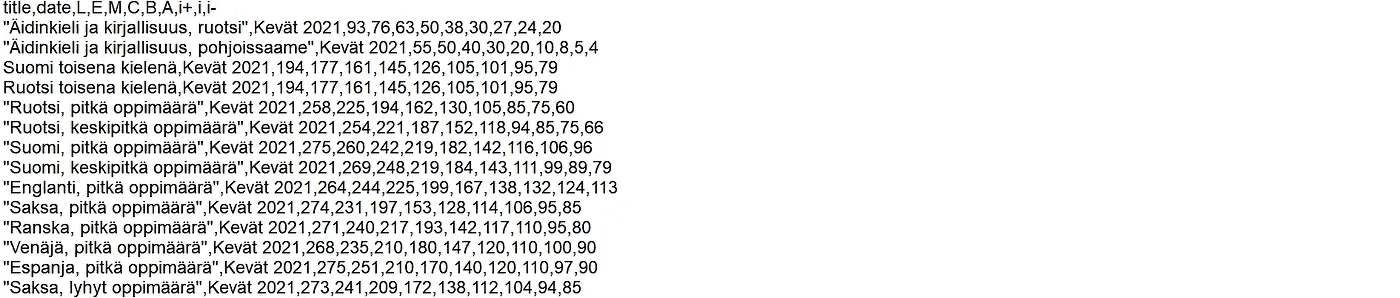 title,date,L,E,M,C,B,A,i+,i,i-
"Äidinkieli ja kirjallisuus, ruotsi",Kevät 2021,93,76,63,50,38,30,27,24,20
"Äidinkieli ja kirjallisuus, pohjoissaame",Kevät 2021,55,50,40,30,20,10,8,5,4
Suomi toisena kielenä,Kevät 2021,194,177,161,145,126,105,101,95,79
Ruotsi toisena kielenä,Kevät 2021,194,177,161,145,126,105,101,95,79
"Ruotsi, pitkä oppimäärä",Kevät 2021,258,225,194,162,130,105,85,75,60
"Ruotsi, keskipitkä oppimäärä",Kevät 2021,254,221,187,152,118,94,85,75,66
"Suomi, pitkä oppimäärä",Kevät 2021,275,260,242,219,182,142,116,106,96
"Suomi, keskipitkä oppimäärä",Kevät 2021,269,248,219,184,143,111,99,89,79
"Englanti, pitkä oppimäärä",Kevät 2021,264,244,225,199,167,138,132,124,113
"Saksa, pitkä oppimäärä",Kevät 2021,274,231,197,153,128,114,106,95,85
"Ranska, pitkä oppimäärä",Kevät 2021,271,240,217,193,142,117,110,95,80
"Venäjä, pitkä oppimäärä",Kevät 2021,268,235,210,180,147,120,110,100,90
"Espanja, pitkä oppimäärä",Kevät 2021,275,251,210,170,140,120,110,97,90
"Saksa, lyhyt oppimäärä",Kevät 2021,273,241,209,172,138,112,104,94,85